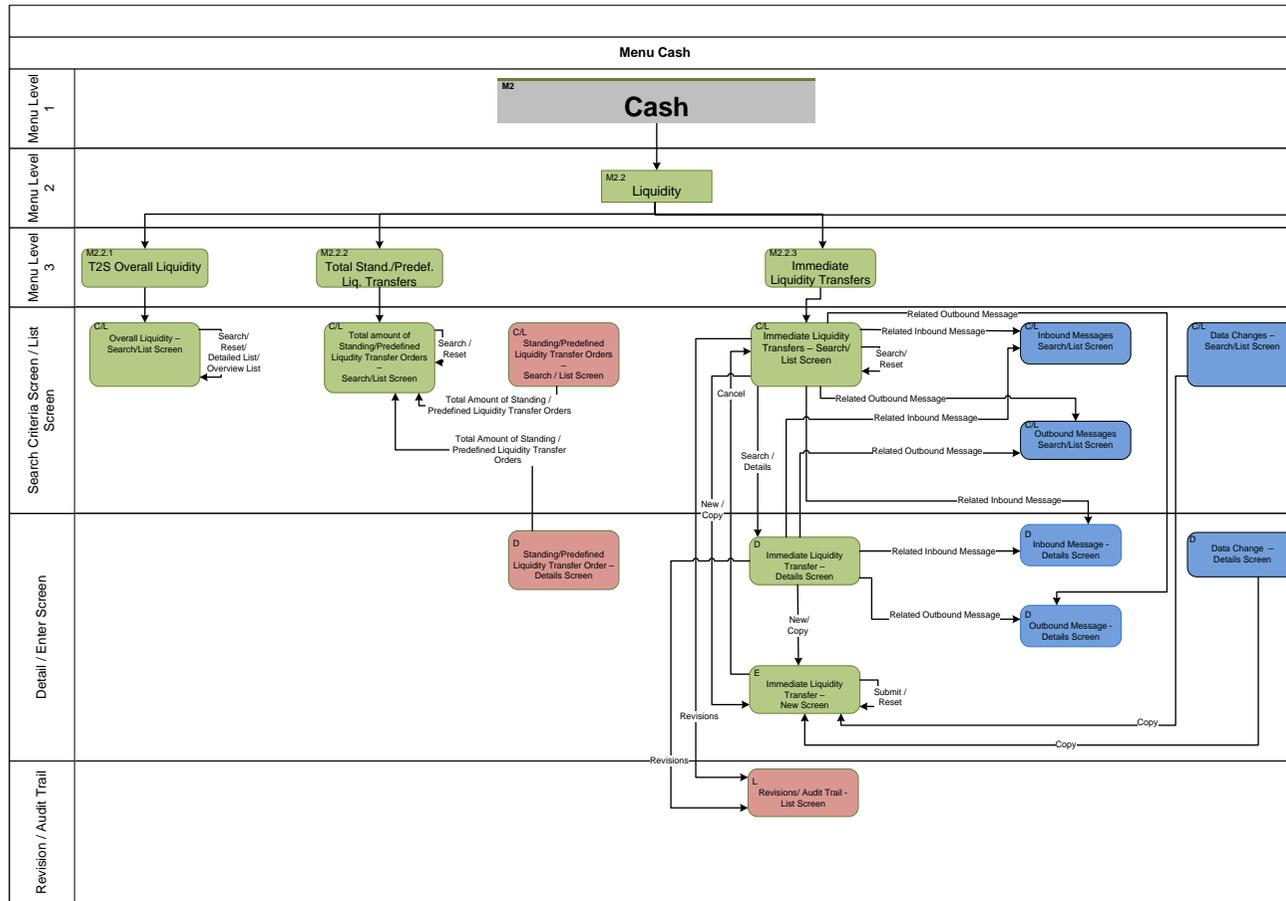 Menu Cash
Menu Level
1
M2
Cash
Menu Level
2
M2.2
Liquidity
Menu Level
3
M2.2.1
T2S Overall Liquidity
M2.2.2
Total Stand./Predef.
Liq. Transfers
M2.2.3
Immediate
Liquidity Transfers
Search Criteria Screen / List
Screen
C/L
Overall Liquidity –
Search/List Screen
Search/
Reset/
Detailed List/
Overview List
C/L
Total amount of
Standing/Predefined
Liquidity Transfer Orders
–
Search/List Screen
Search /
Reset
C/L
Standing/Predefined
Liquidity Transfer Orders
–
Search / List Screen
Total Amount of Standing /
Predefined Liquidity Transfer Orders
Total Amount of Standing /
Predefined Liquidity Transfer
Orders
C/L
Immediate Liquidity
Transfers – Search/
List Screen
Search/
Reset
Related Outbound Message
Related Inbound Message
C/L
Inbound Messages
Search/List Screen
C/L
Data Changes –
Search/List Screen
Cancel
Related Outbound Message
Related Inbound Message
C/L
Outbound Messages
Search/List Screen
Related Outbound Message
Search /
Details
Related Inbound Message
New /
Copy
Detail / Enter Screen
D
Standing/Predefined
Liquidity Transfer Order –
Details Screen
D
Immediate Liquidity
Transfer –
Details Screen
Related Inbound Message
D
Inbound Message -
Details Screen
D
Data Change –
Details Screen
Related Outbound Message
D
Outbound Message -
Details Screen
New/
Copy
E
Immediate Liquidity
Transfer –
New Screen
Submit /
Reset
Revisions
Copy
Copy
Revisions
Revision / Audit Trail
L
Revisions/ Audit Trail -
List Screen